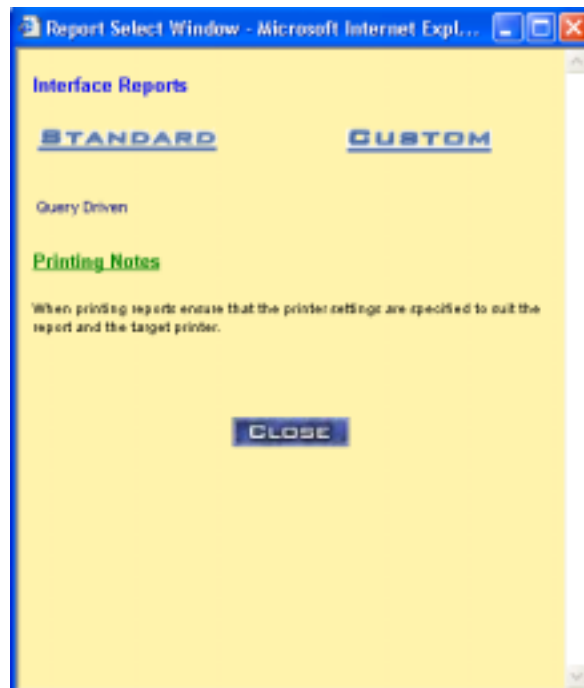 Report Select Window - Microsoft Internet Expl...
Interface Reports
STANDARD CUSTOM
Query Driven
Printing Notes
When printing reports ensure that the printer settings are specified to suit the
report and the target printer.
CLOSE